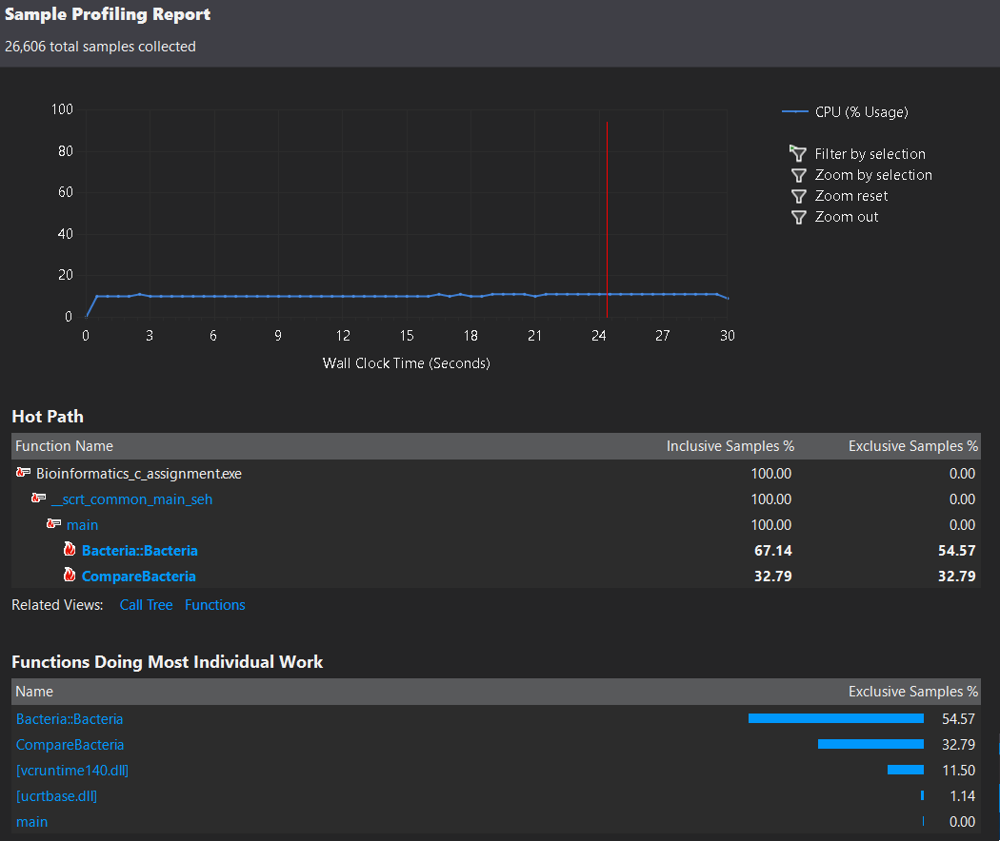 Sample Profiling Report
26,606 total samples collected
100
80
60
40
20
0
0 3 6 9 12 15 18 21 24 27 30
Wall Clock Time (Seconds)
CPU (% Usage)
Filter by selection
Zoom by selection
Zoom reset
Zoom out
Hot Path
Function Name Inclusive Samples % Exclusive Samples %
Bioinformatics_c_assignment.exe 100.00 0.00
__scrt_common_main_seh 100.00 0.00
main 100.00 0.00
Bacteria::Bacteria 67.14 54.57
CompareBacteria 32.79 32.79
Related Views: Call Tree Functions
Functions Doing Most Individual Work
Name Exclusive Samples %
Bacteria::Bacteria 54.57
CompareBacteria 32.79
[vcruntime140.dll] 11.50
[ucrtbase.dll] 1.14
main 0.00